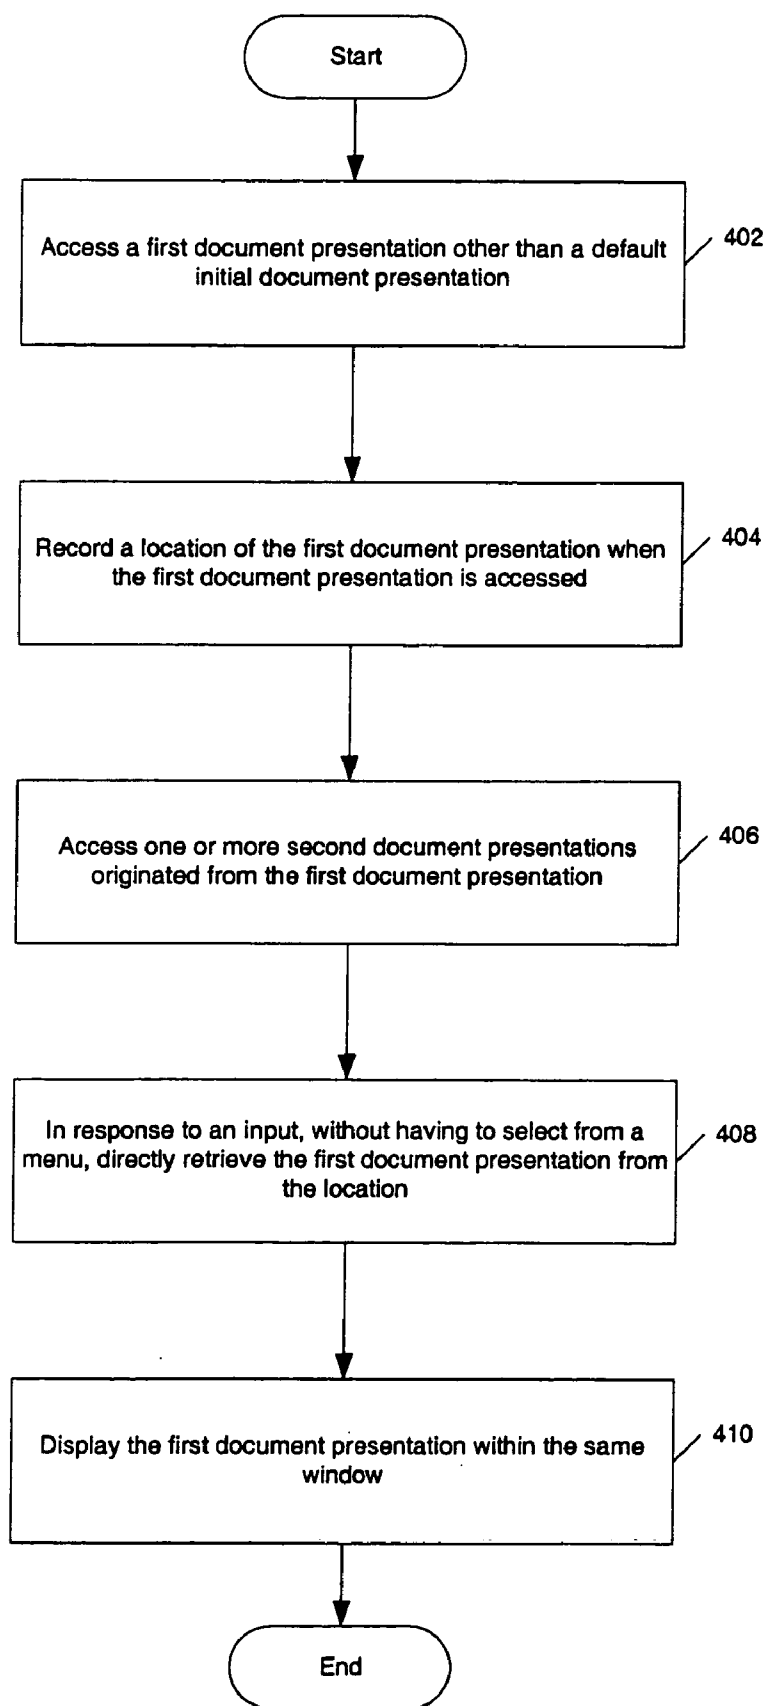 Start
Access a first document presentation other than a default
initial document presentation
402
Record a location of the first document presentation when
the first document presentation is accessed
404
Access one or more second document presentations
originated from the first document presentation
406
In response to an input, without having to select from a
menu, directly retrieve the first document presentation from
the location
408
Display the first document presentation within the same
window
410
End